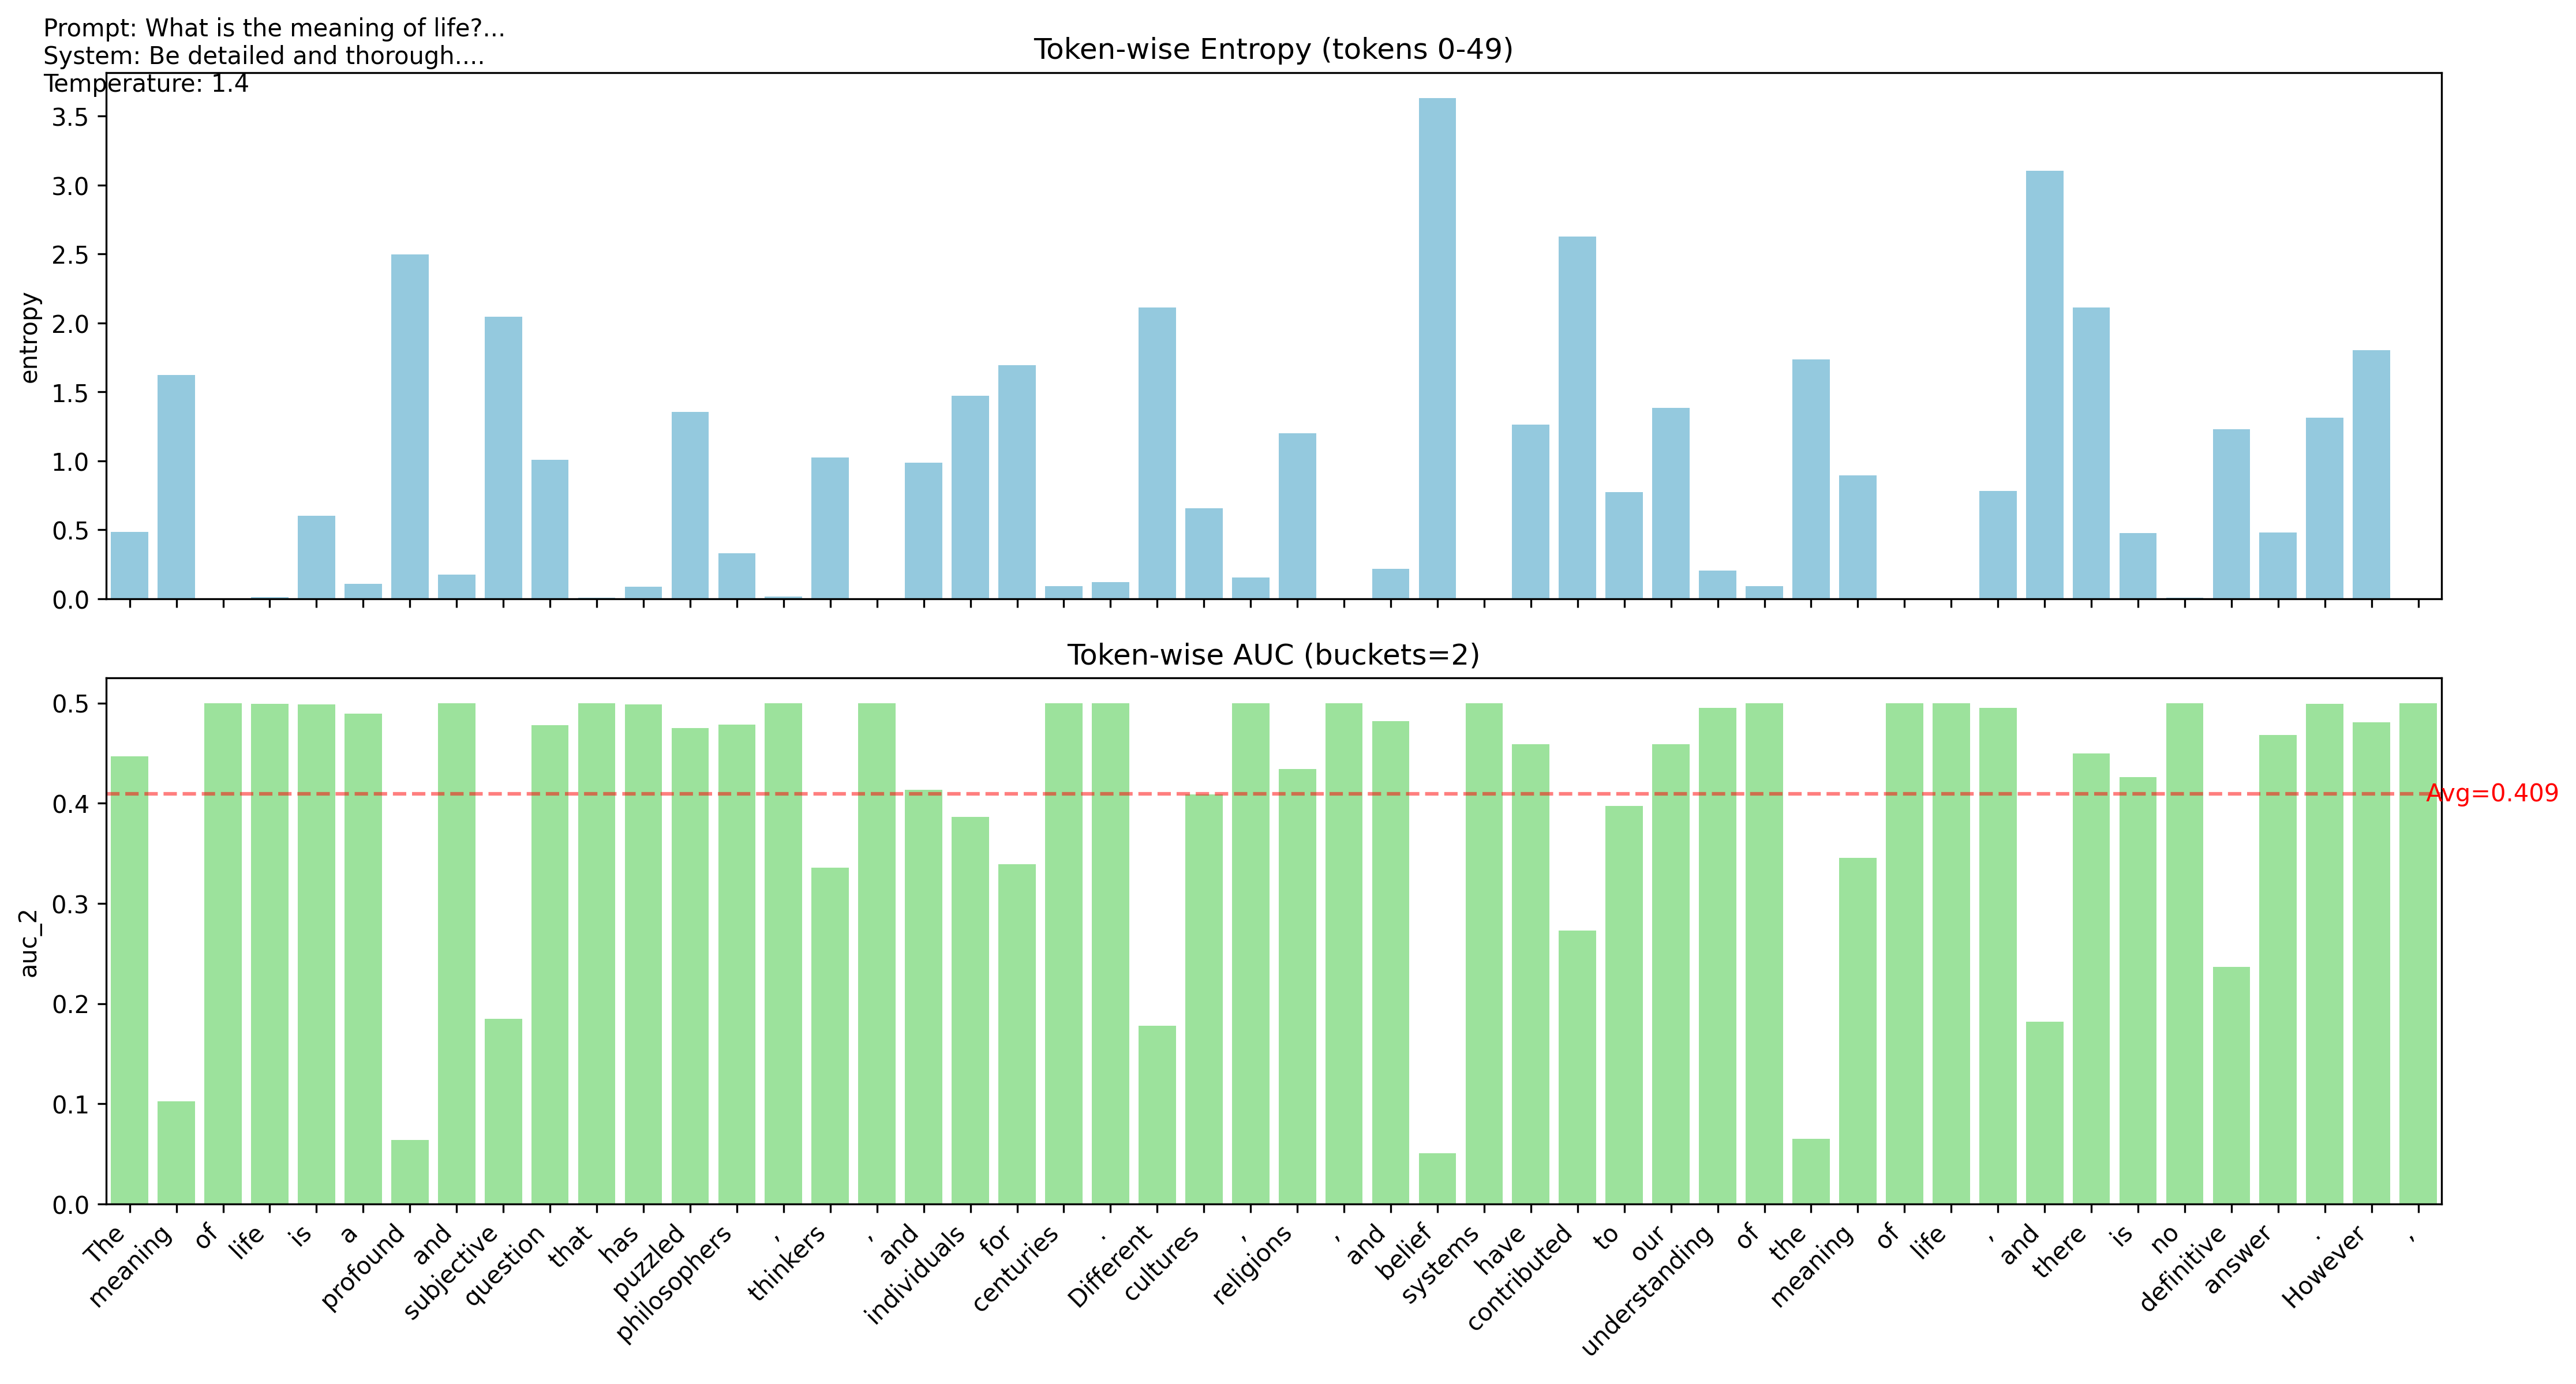 Prompt: What is the meaning of life?...
System: Be detailed and thorough....
Temperature: 1.4
Token-wise Entropy (tokens 0-49)
entropy
3.5
3.0
2.5
2.0
1.5
1.0
0.5
0.0
Token-wise AUC (buckets=2)
auc_2
0.5
0.4
0.3
0.2
0.1
0.0
Avg=0.409
The
meaning
of
life
is
a
profound
and
subjective
question
that
has
puzzled
philosophers
,
thinkers
,
and
individuals
for
centuries
.
Different
cultures
,
religions
,
and
belief
systems
have
contributed
to
our
understanding
of
the
meaning
of
life
,
and
there
is
no
definitive
answer
.
However
,